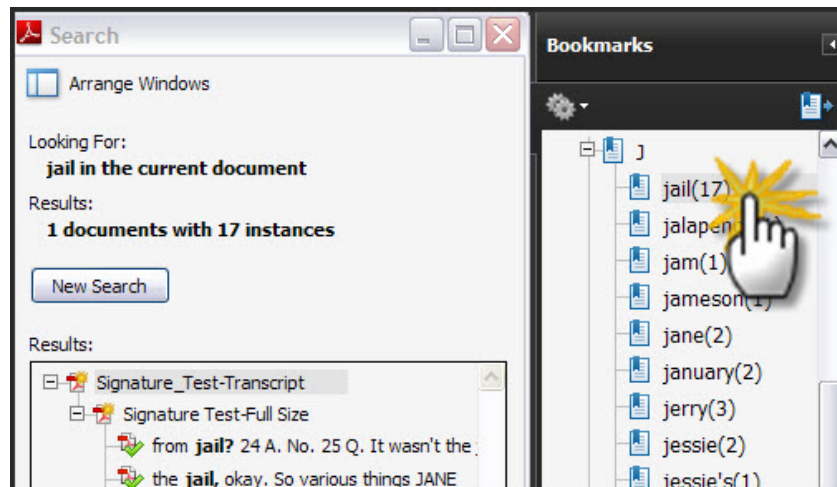 Search
Arrange Windows
Looking For:
jail in the current document
Results:
1 documents with 17 instances
New Search
Results:
Signature_Test-Transcript
Signature Test-Full Size
from jail? 24 A. No. 25 Q. It wasn't the
the jail, okay. So various things JANE
Bookmarks
J
jail(17)
jam(1)
jameson(1)
jane(2)
january(2)
jerry(3)
jessie(2)
jessie's(1)